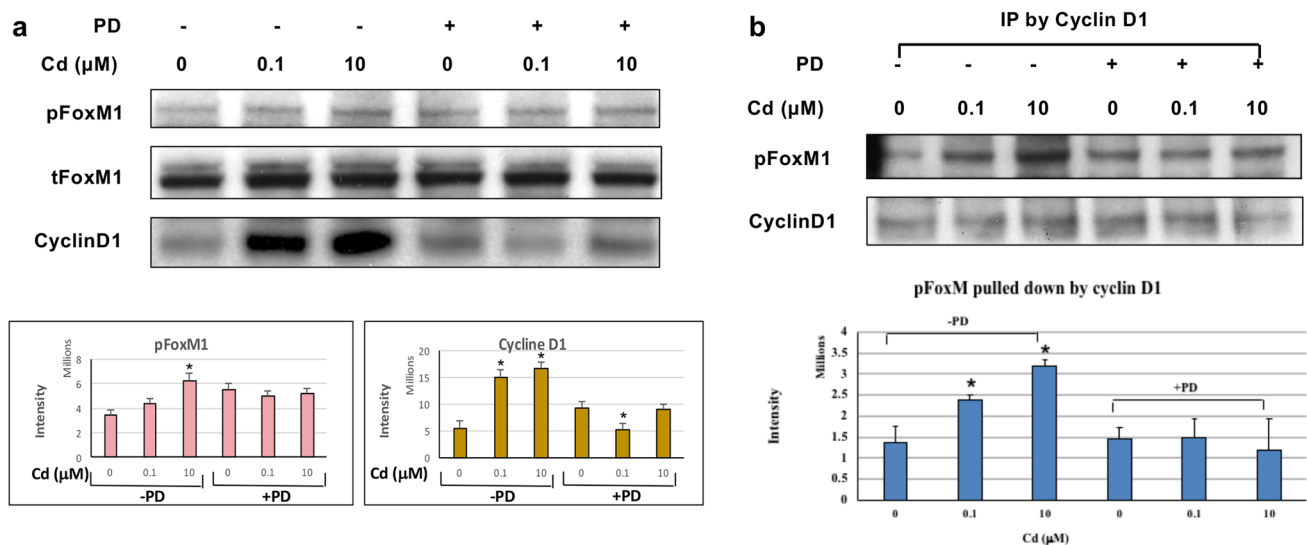 a
PD - - - + + +
Cd (μM) 0 0.1 10 0 0.1 10
pFoxM1
tFoxM1
CyclinD1
pFoxM1
Millions
Intensity
8
6
4
2
0
*
Cd (μM) 0 0.1 10 0 0.1 10
-PD +PD
Cycline D1
Millions
Intensity
20
15
10
5
0
* * *
0 0.1 10 0 0.1 10
Cd (μM)
-PD +PD
b
IP by Cyclin D1
PD - - - + + +
Cd (μM) 0 0.1 10 0 0.1 10
pFoxM1
CyclinD1
pFoxM pulled down by cyclin D1
Millions
Intensity
4
3.5
3
2.5
2
1.5
1
0.5
0
-PD
* *
+PD
0 0.1 10 0 0.1 10
Cd (μM)